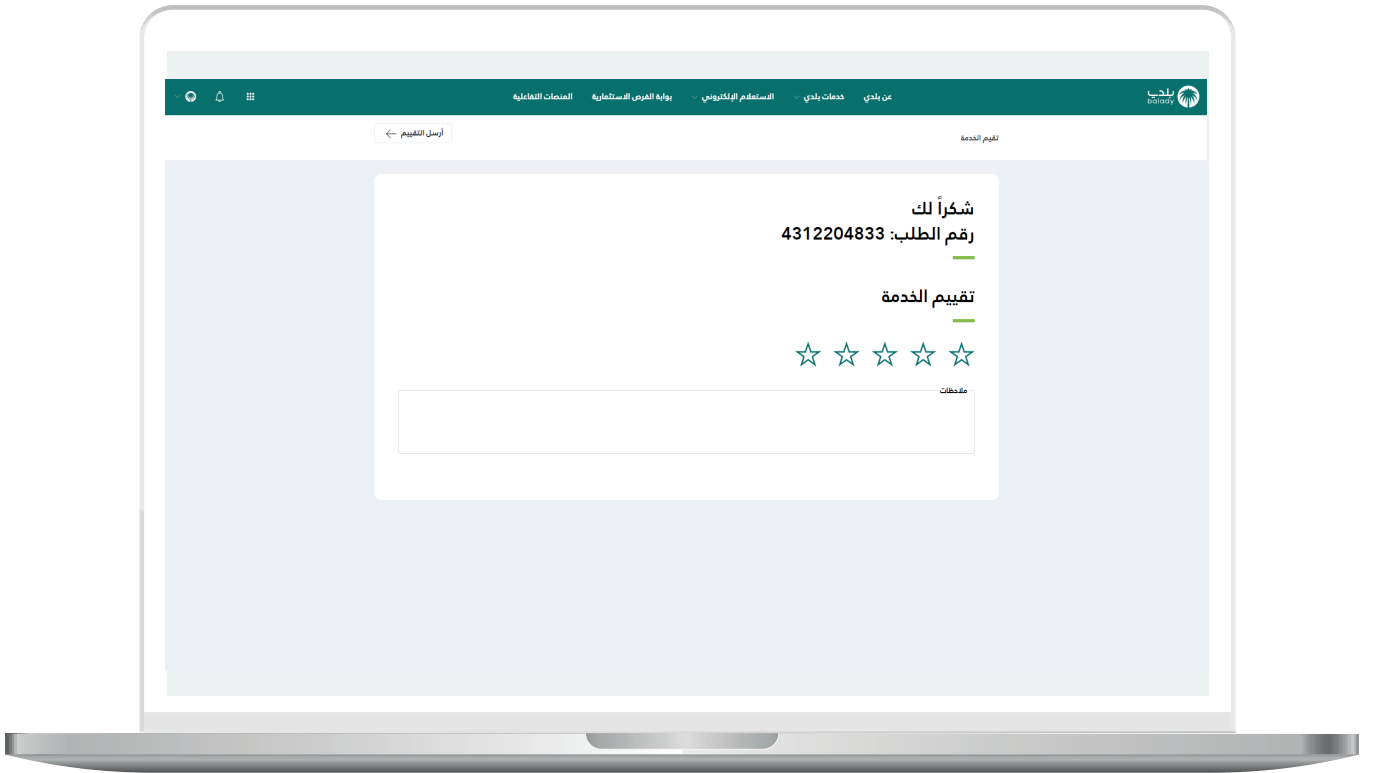 بلدي
balady
عن بلدي
خدمات بلدي
الاستعلام الإلكتروني
بوابة الفرص الاستثمارية
المنصات التفاعلية
تقيم الخدمة
أرسل التقييم
شكراً لك
رقم الطلب: 4312204833
تقييم الخدمة
ملاحظات